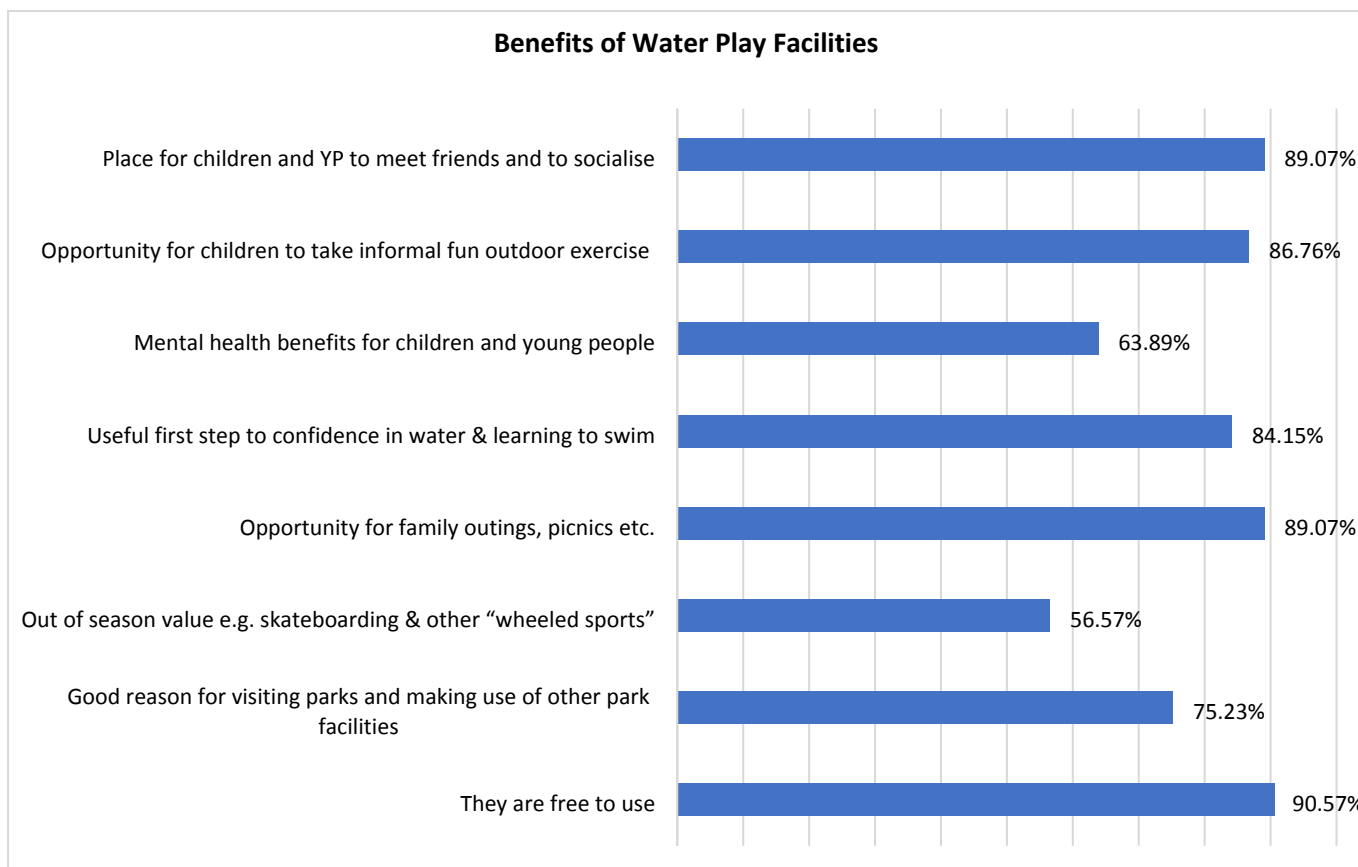 Benefits of Water Play Facilities
Place for children and YP to meet friends and to socialise
89.07%
Opportunity for children to take informal fun outdoor exercise
86.76%
Mental health benefits for children and young people
63.89%
Useful first step to confidence in water & learning to swim
84.15%
Opportunity for family outings, picnics etc.
89.07%
Out of season value e.g. skateboarding & other “wheeled sports”
56.57%
Good reason for visiting parks and making use of other park
facilities
75.23%
They are free to use
90.57%